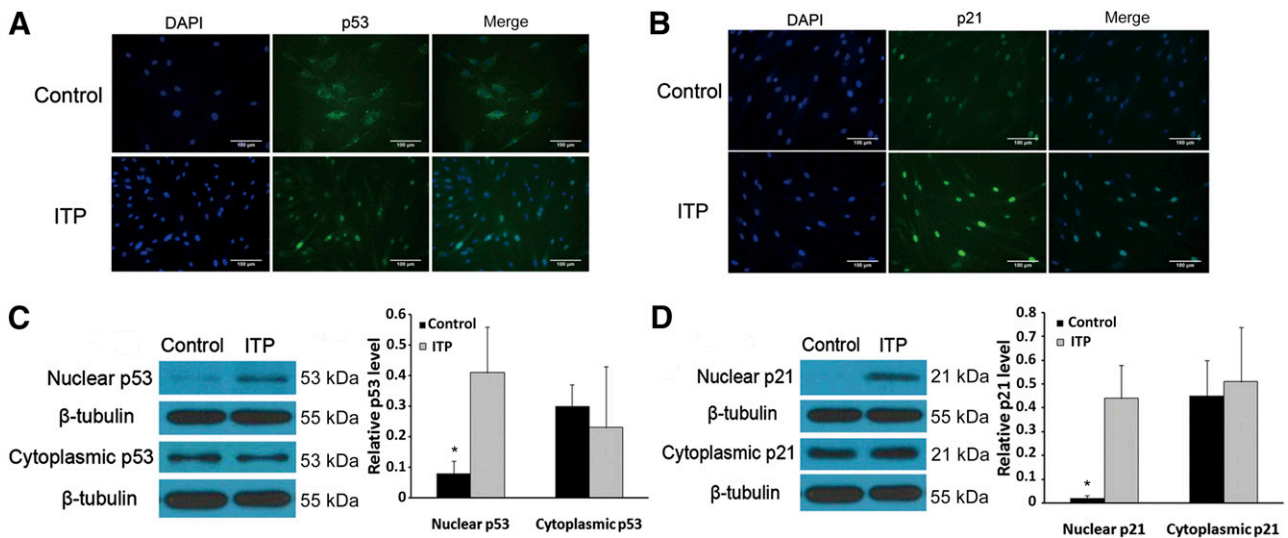 A
DAPI
p53
Merge
Control
100 µm
100 µm
100 µm
ITP
100 µm
100 µm
100 µm
B
DAPI
p21
Merge
Control
100 µm
100 µm
100 µm
ITP
100 µm
100 µm
100 µm
C
Control
ITP
Nuclear p53
53 kDa
β-tubulin
55 kDa
Cytoplasmic p53
53 kDa
β-tubulin
55 kDa
Relative p53 level
0.6
0.5
0.4
0.3
0.2
0.1
0
Control
ITP
*
Nuclear p53
Cytoplasmic p53
D
Control
ITP
Nuclear p21
21 kDa
β-tubulin
55 kDa
Cytoplasmic p21
21 kDa
β-tubulin
55 kDa
Relative p21 level
0.8
0.7
0.6
0.5
0.4
0.3
0.2
0.1
0
Control
ITP
*
Nuclear p21
Cytoplasmic p21